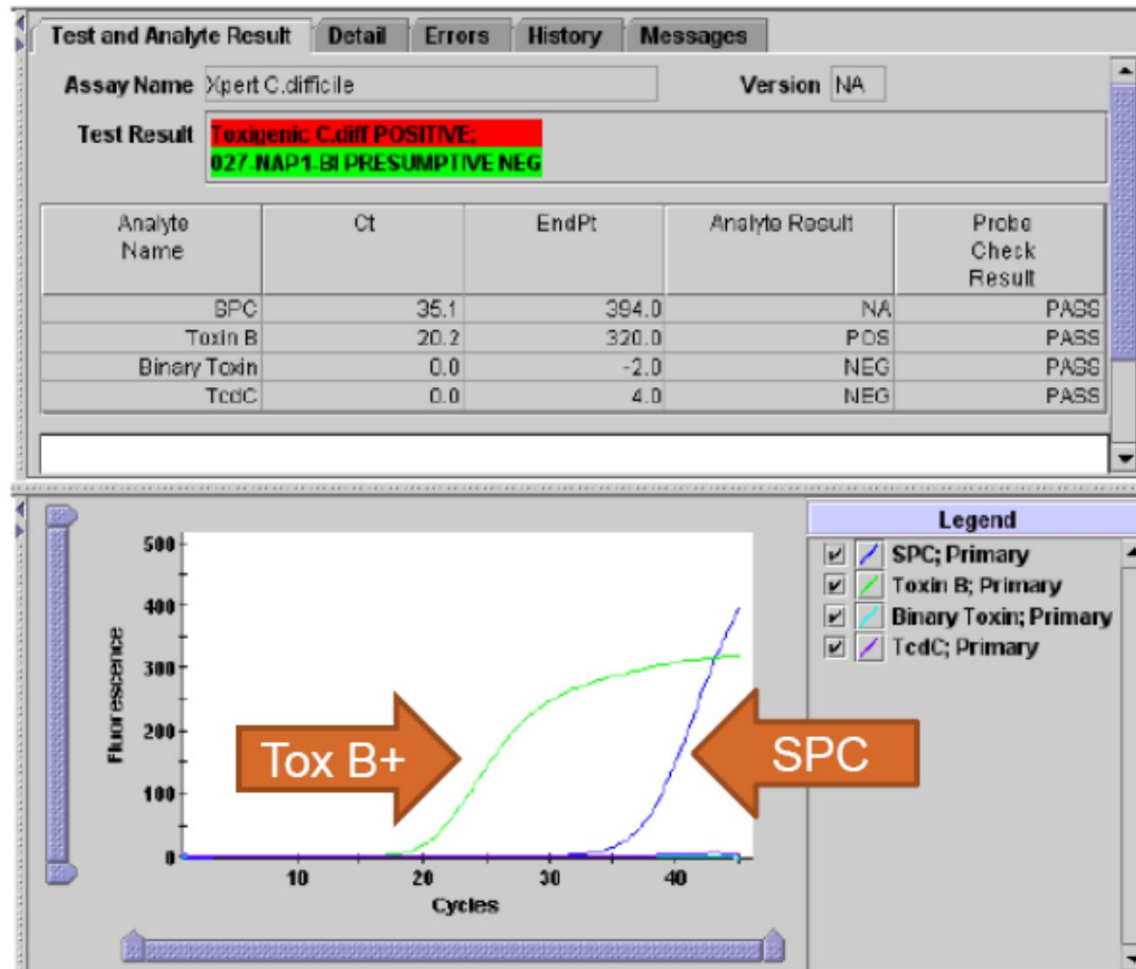 Test and Analyte Result Detail Errors History Messages
Assay Name Xpert C.difficile Version NA
Test Result Toxigenic C.diff POSITIVE;
027-NAP1-BI PRESUMPTIVE NEG
Analyte Name Ct EndPt Analyte Result Probe Check Result
SPC 35.1 394.0 NA PASS
Toxin B 20.2 320.0 POS PASS
Binary Toxin 0.0 -2.0 NEG PASS
TcdC 0.0 4.0 NEG PASS
Legend
SPC; Primary
Toxin B; Primary
Binary Toxin; Primary
TcdC; Primary
Fluorescence
500
400
300
200
100
0
Tox B+
SPC
10 20 30 40
Cycles